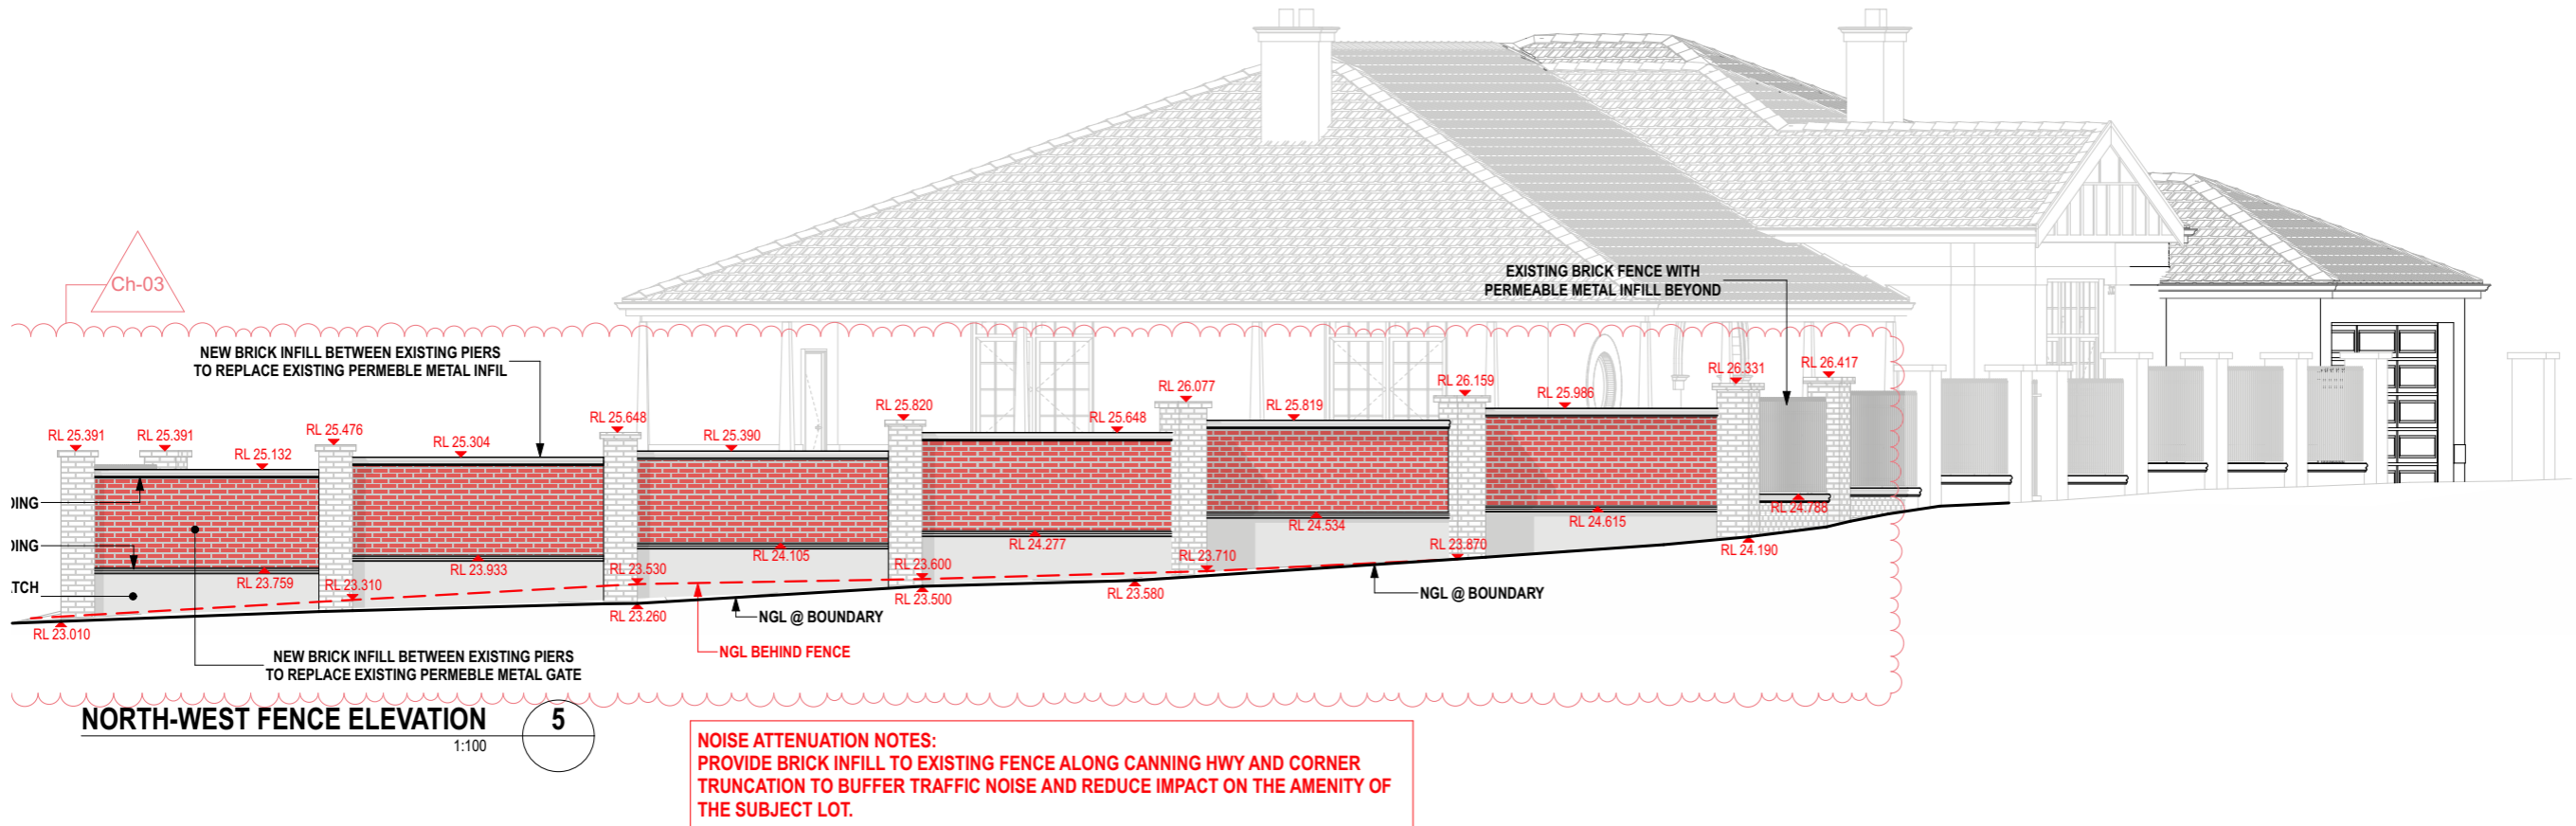 Ch-03
EXISTING BRICK FENCE WITH
PERMEABLE METAL INFILL BEYOND
NEW BRICK INFILL BETWEEN EXISTING PIERS
TO REPLACE EXISTING PERMEBLE METAL INFIL
RL 25.391
RL 25.391
RL 25.132
RL 25.476
RL 25.304
RL 25.648
RL 25.390
RL 25.820
RL 25.648
RL 26.077
RL 25.819
RL 26.159
RL 25.986
RL 26.331
RL 26.417
DING
DING
TCH
RL 23.759
RL 23.310
RL 23.933
RL 23.530
RL 24.105
RL 23.600
RL 24.277
RL 23.710
RL 24.534
RL 23.870
RL 24.615
RL 24.788
RL 24.190
RL 23.010
RL 23.260
RL 23.500
RL 23.580
NGL @ BOUNDARY
NGL @ BOUNDARY
NGL BEHIND FENCE
NEW BRICK INFILL BETWEEN EXISTING PIERS
TO REPLACE EXISTING PERMEBLE METAL GATE
NORTH-WEST FENCE ELEVATION
5
1:100
NOISE ATTENUATION NOTES:
PROVIDE BRICK INFILL TO EXISTING FENCE ALONG CANNING HWY AND CORNER
TRUNCATION TO BUFFER TRAFFIC NOISE AND REDUCE IMPACT ON THE AMENITY OF
THE SUBJECT LOT.